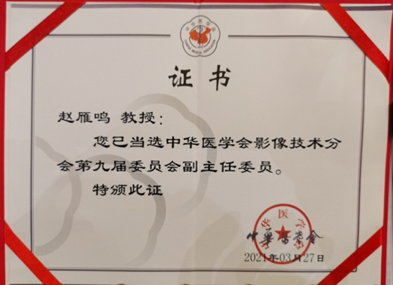 证书
赵雁鸣 教授：
您已当选中华医学会影像技术分
会第九届委员会副主任委员。
特颁此证
中华医学会
2021年03月27日